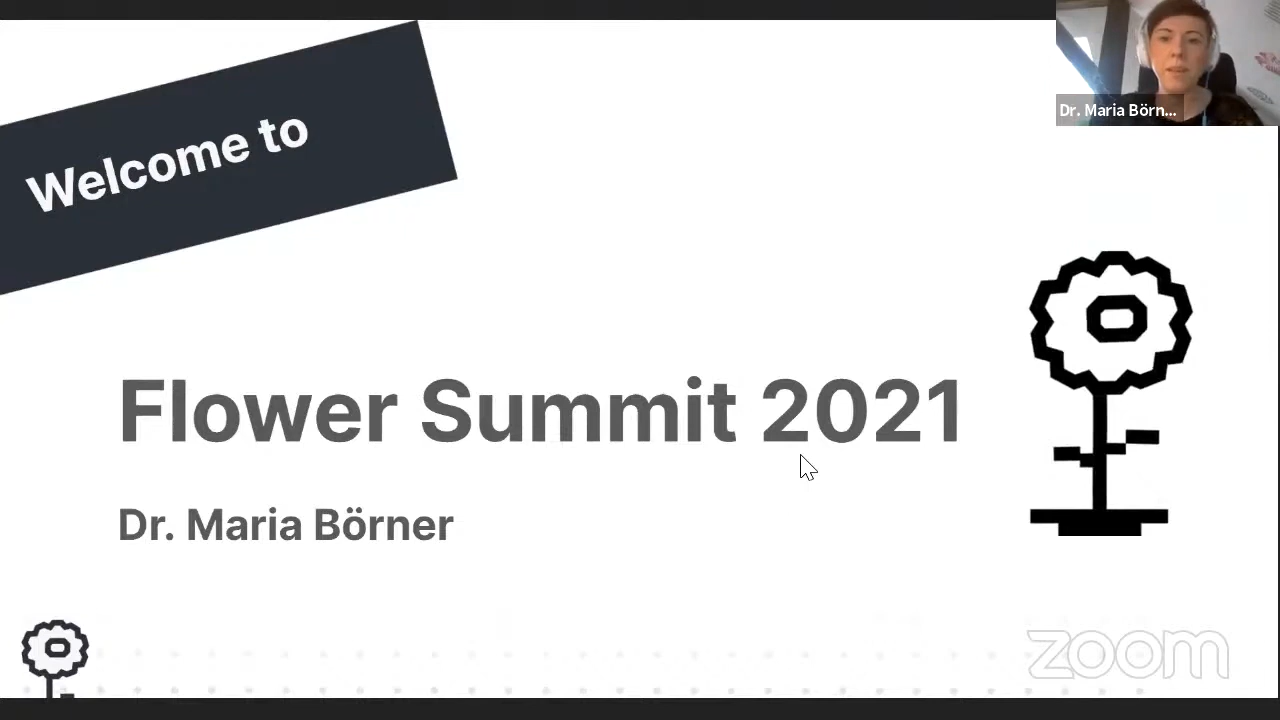 Welcome to
Flower Summit 2021
Dr. Maria Börner
Dr. Maria Börn...
zoom